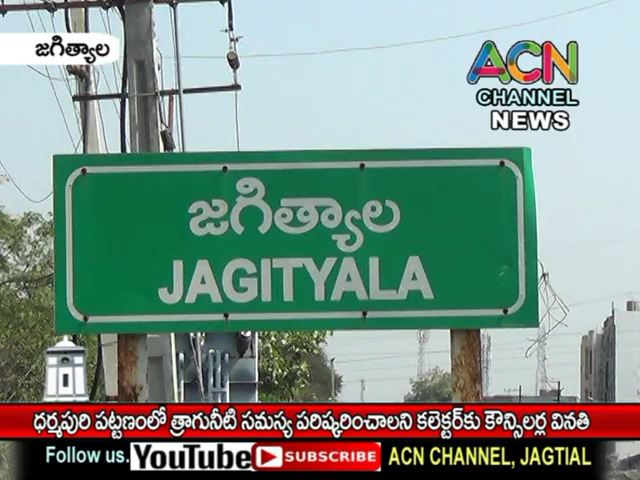 జగిత్యాల
ACN
CHANNEL
NEWS
జగిత్యాల
JAGITYALA
ధర్మపురి పట్టణంలో త్రాగునీటి సమస్య పరిష్కరించాలని కలెక్టర్‌కు కౌన్సిలర్ల వినతి
Follow us. YouTube SUBSCRIBE ACN CHANNEL, JAGTIAL